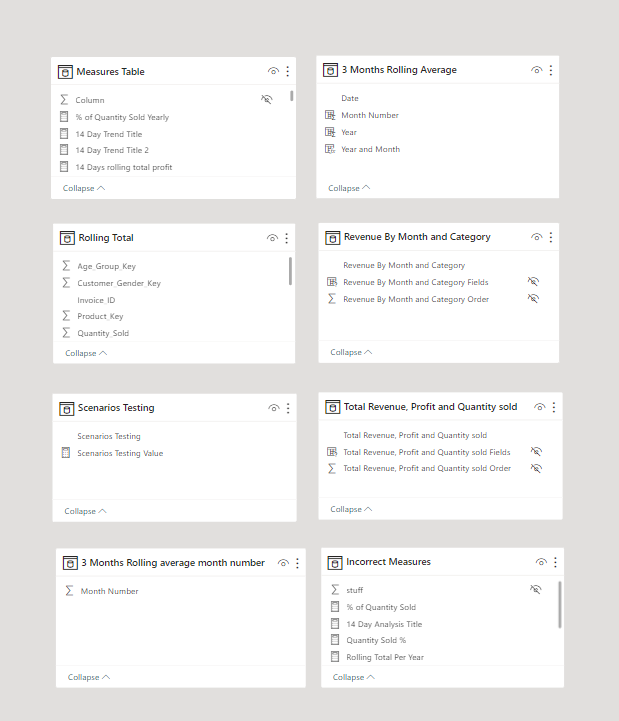 Measures Table
Column
% of Quantity Sold Yearly
14 Day Trend Title
14 Day Trend Title 2
14 Days rolling total profit
Collapse
3 Months Rolling Average
Date
Month Number
Year
Year and Month
Collapse
Rolling Total
Age_Group_Key
Customer_Gender_Key
Invoice_ID
Product_Key
Quantity_Sold
Collapse
Revenue By Month and Category
Revenue By Month and Category
Revenue By Month and Category Fields
Revenue By Month and Category Order
Collapse
Scenarios Testing
Scenarios Testing
Scenarios Testing Value
Collapse
Total Revenue, Profit and Quantity sold
Total Revenue, Profit and Quantity sold
Total Revenue, Profit and Quantity sold Fields
Total Revenue, Profit and Quantity sold Order
Collapse
3 Months Rolling average month number
Month Number
Collapse
Incorrect Measures
stuff
% of Quantity Sold
14 Day Analysis Title
Quantity Sold %
Rolling Total Per Year
Collapse